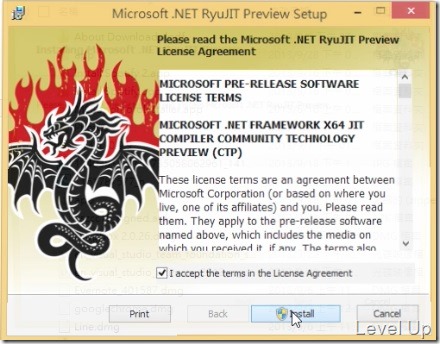 Microsoft .NET RyuJIT Preview Setup
Please read the Microsoft .NET RyuJIT Preview
License Agreement
MICROSOFT PRE-RELEASE SOFTWARE
LICENSE TERMS
MICROSOFT .NET FRAMEWORK X64 JIT
COMPILER COMMUNITY TECHNOLOGY
PREVIEW (CTP)
These license terms are an agreement between
Microsoft Corporation (or based on where you
live, one of its affiliates) and you. Please read
them. They apply to the pre-release software
named above, which includes the media on
which you received it, if any. The terms also
I accept the terms in the License Agreement
Print
Back
Install
Cancel
Line.dmg
Level Up